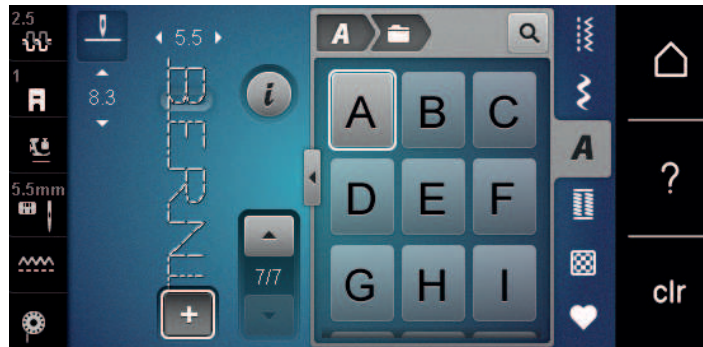 2.5
5.5
A
1
8.3
i
A B C
A
5.5mm
D E F
?
BERNI
7/7
G H I
clr